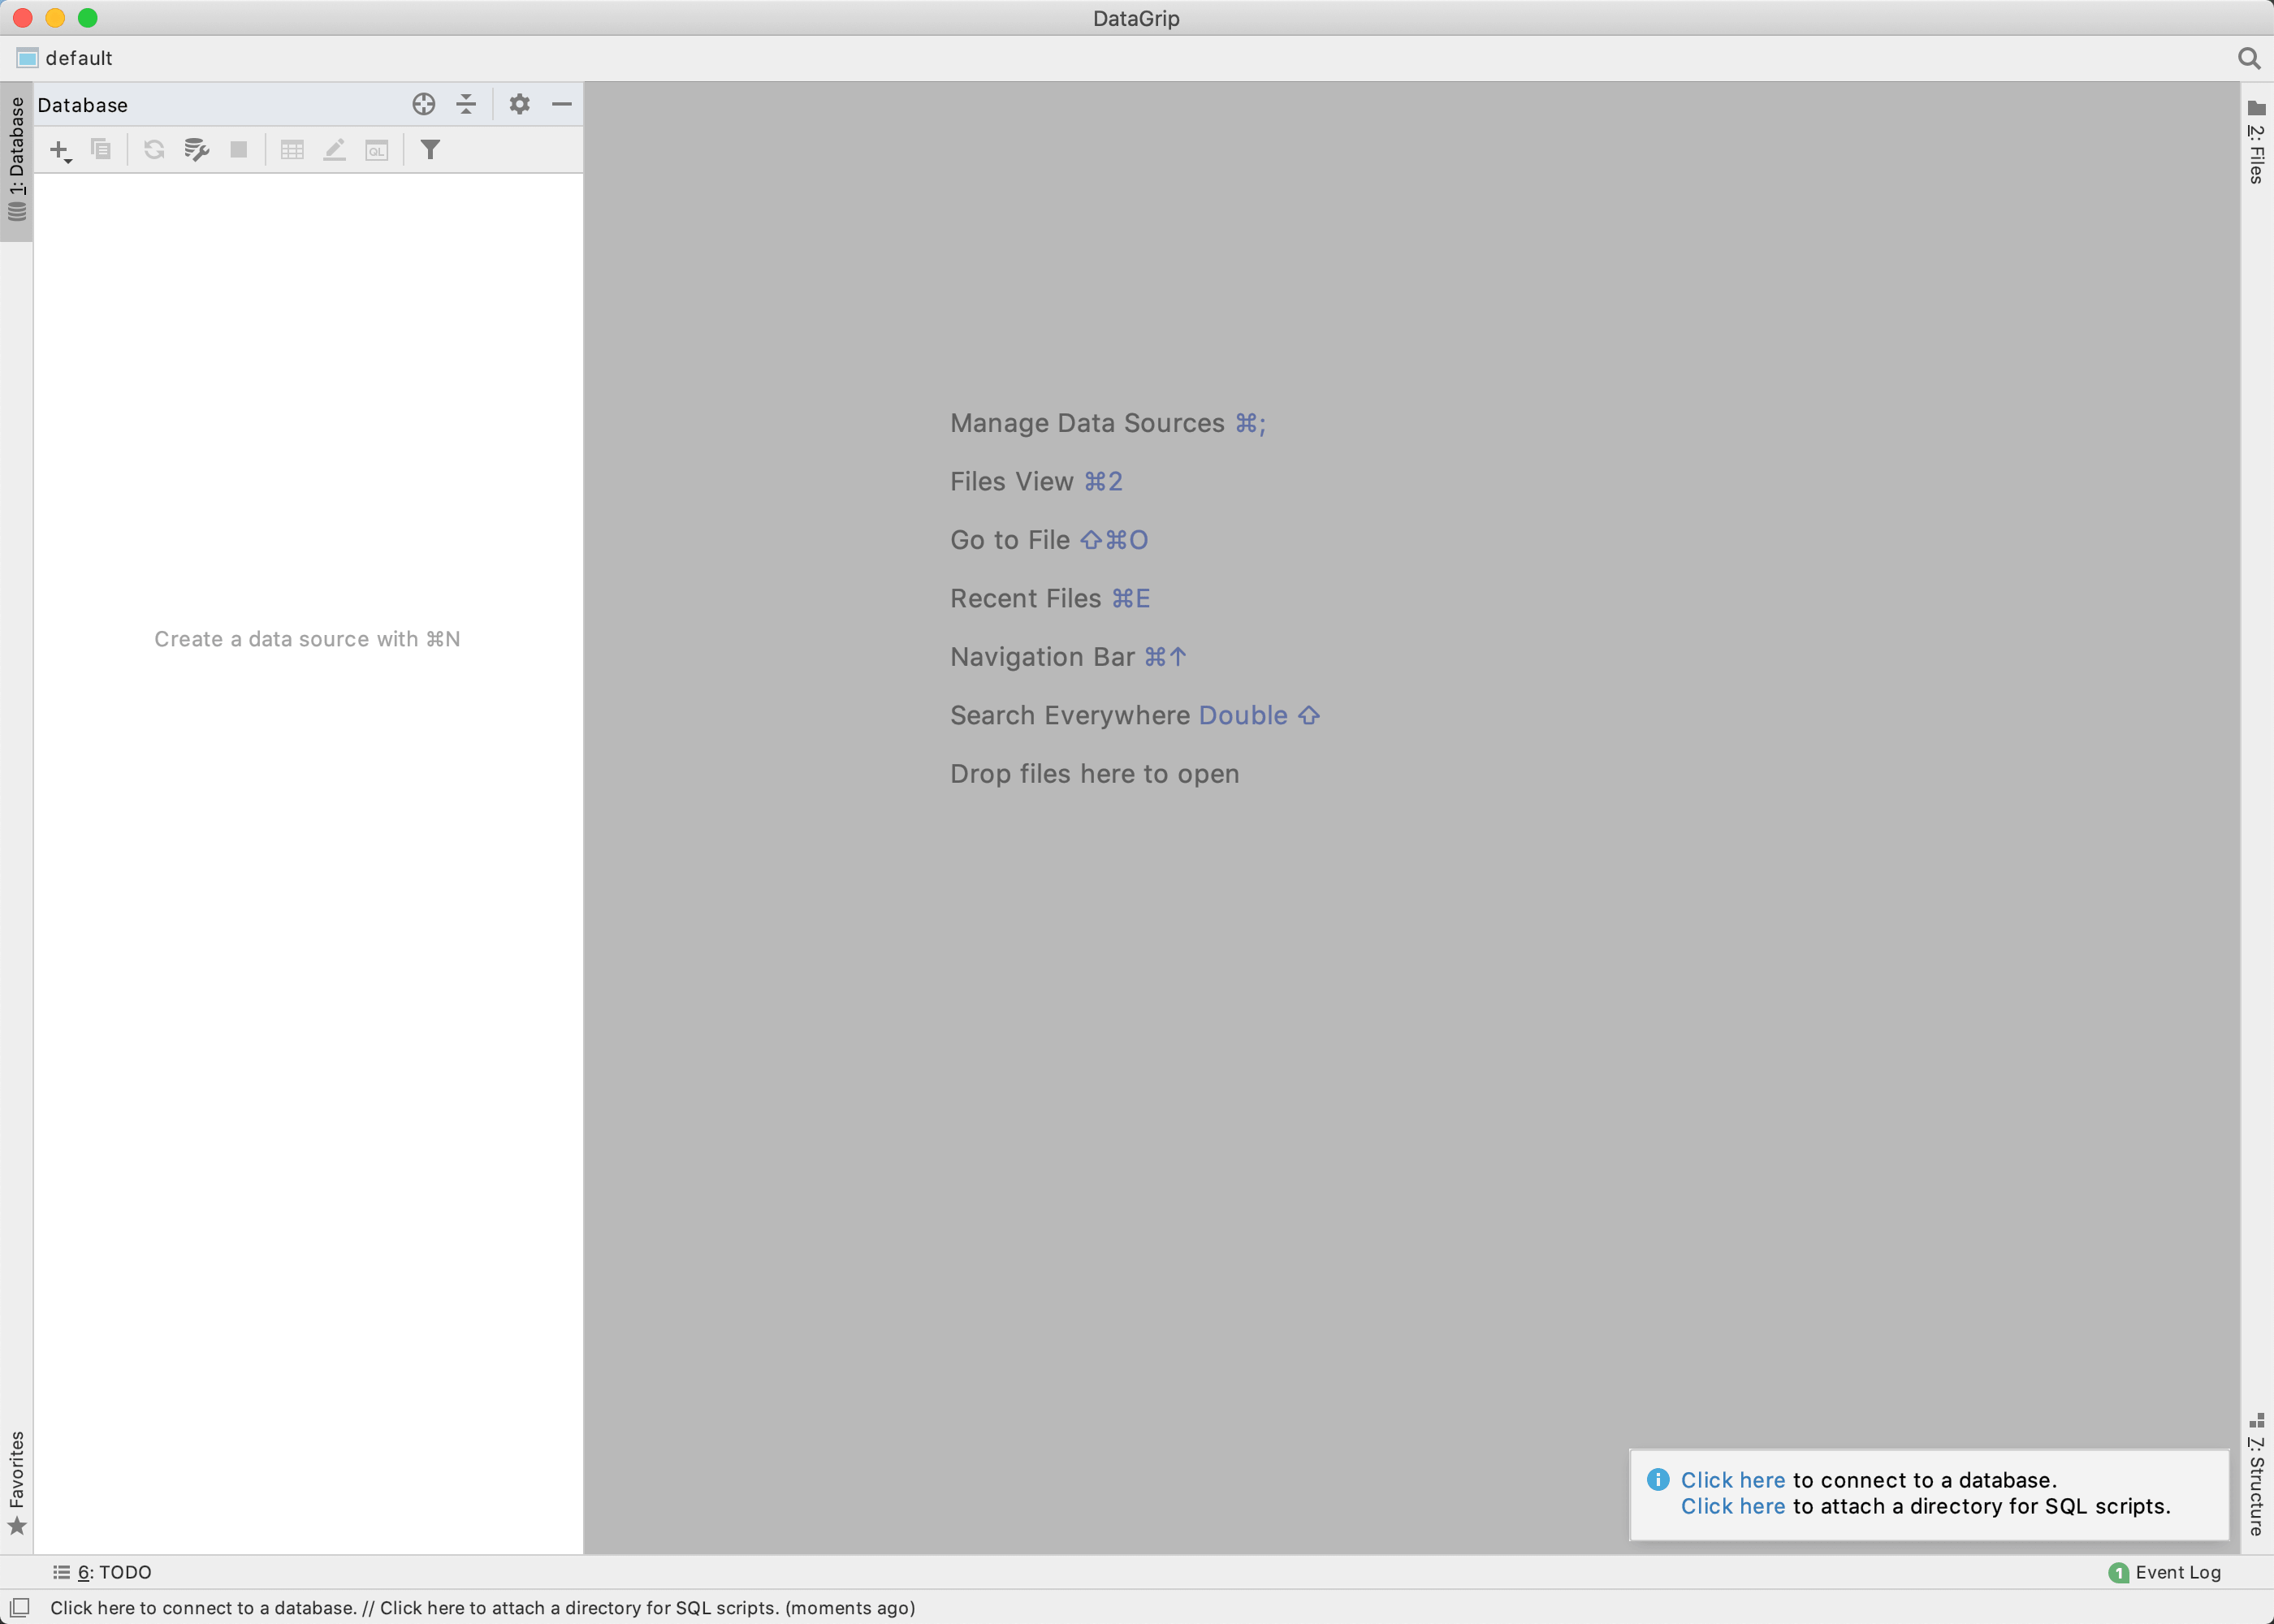 DataGrip
default
Database
1: Database
QL
2: Files
Manage Data Sources ⌘;
Files View ⌘2
Go to File ⇧⌘O
Recent Files ⌘E
Create a data source with ⌘N
Navigation Bar ⌘↑
Search Everywhere Double ⇧
Drop files here to open
Favorites
7: Structure
Click here to connect to a database.
Click here to attach a directory for SQL scripts.
6: TODO
1 Event Log
Click here to connect to a database. // Click here to attach a directory for SQL scripts. (moments ago)